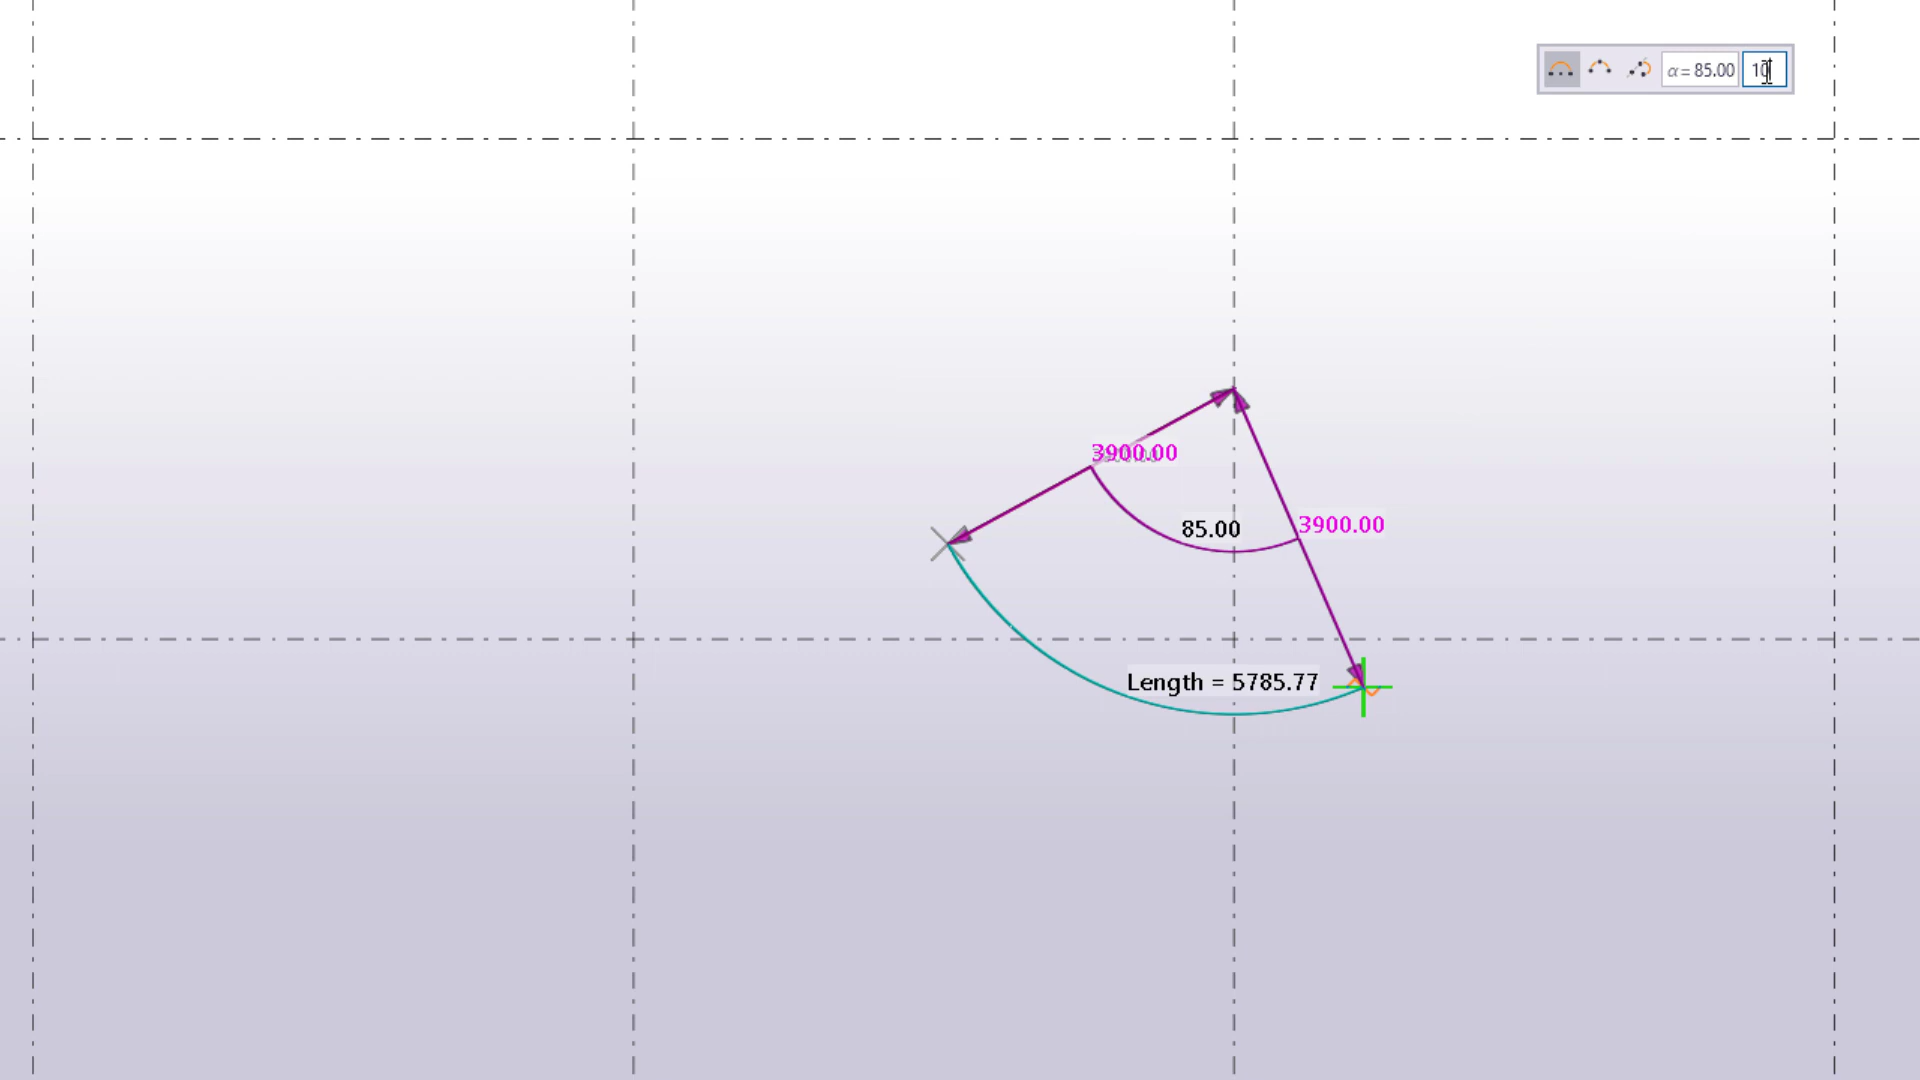 α = 85.00 10
3900.00
85.00
3900.00
Length = 5785.77